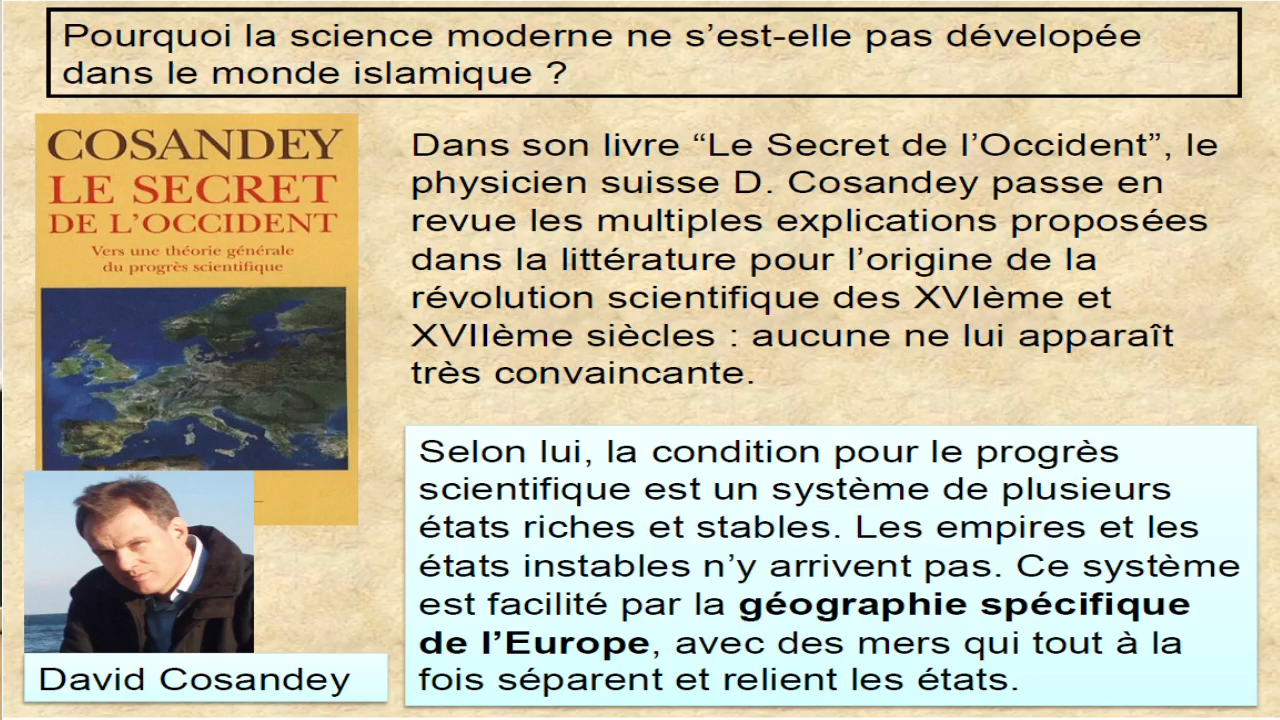 Pourquoi la science moderne ne s’est-elle pas dévelopée
dans le monde islamique ?
COSANDEY
LE SECRET
DE L’OCCIDENT
Vers une théorie générale
du progrès scientifique
Dans son livre “Le Secret de l’Occident”, le
physicien suisse D. Cosandey passe en
revue les multiples explications proposées
dans la littérature pour l’origine de la
révolution scientifique des XVIème et
XVIIème siècles : aucune ne lui apparaît
très convaincante.
Selon lui, la condition pour le progrès
scientifique est un système de plusieurs
états riches et stables. Les empires et les
états instables n’y arrivent pas. Ce système
est facilité par la géographie spécifique
de l’Europe, avec des mers qui tout à la
fois séparent et relient les états.
David Cosandey